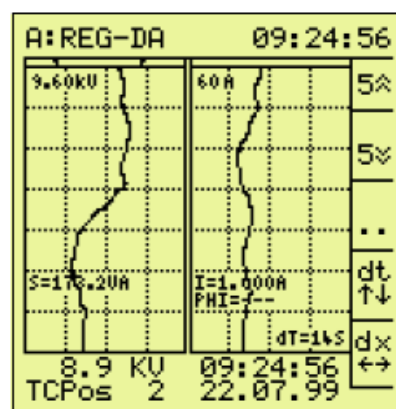 A:REG-DA 09:24:56
9.60kV 60A 5
5
..
dt
S=173.2VA I=1.000A
PHI=---
dT=14S dx
8.9 KV 09:24:56
TCPos 2 22.07.99